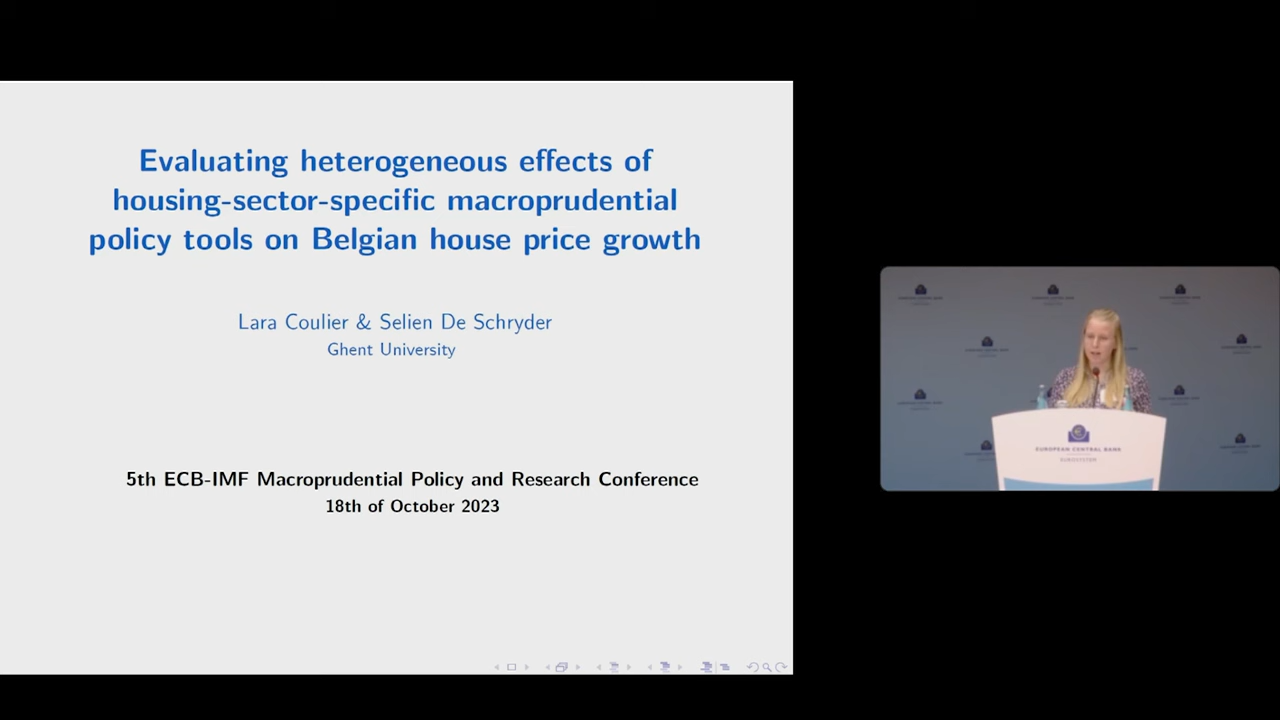 Evaluating heterogeneous effects of
housing-sector-specific macroprudential
policy tools on Belgian house price growth
Lara Coulier & Selien De Schryder
Ghent University
5th ECB-IMF Macroprudential Policy and Research Conference
18th of October 2023
EUROPEAN CENTRAL BANK
EUROSYSTEM